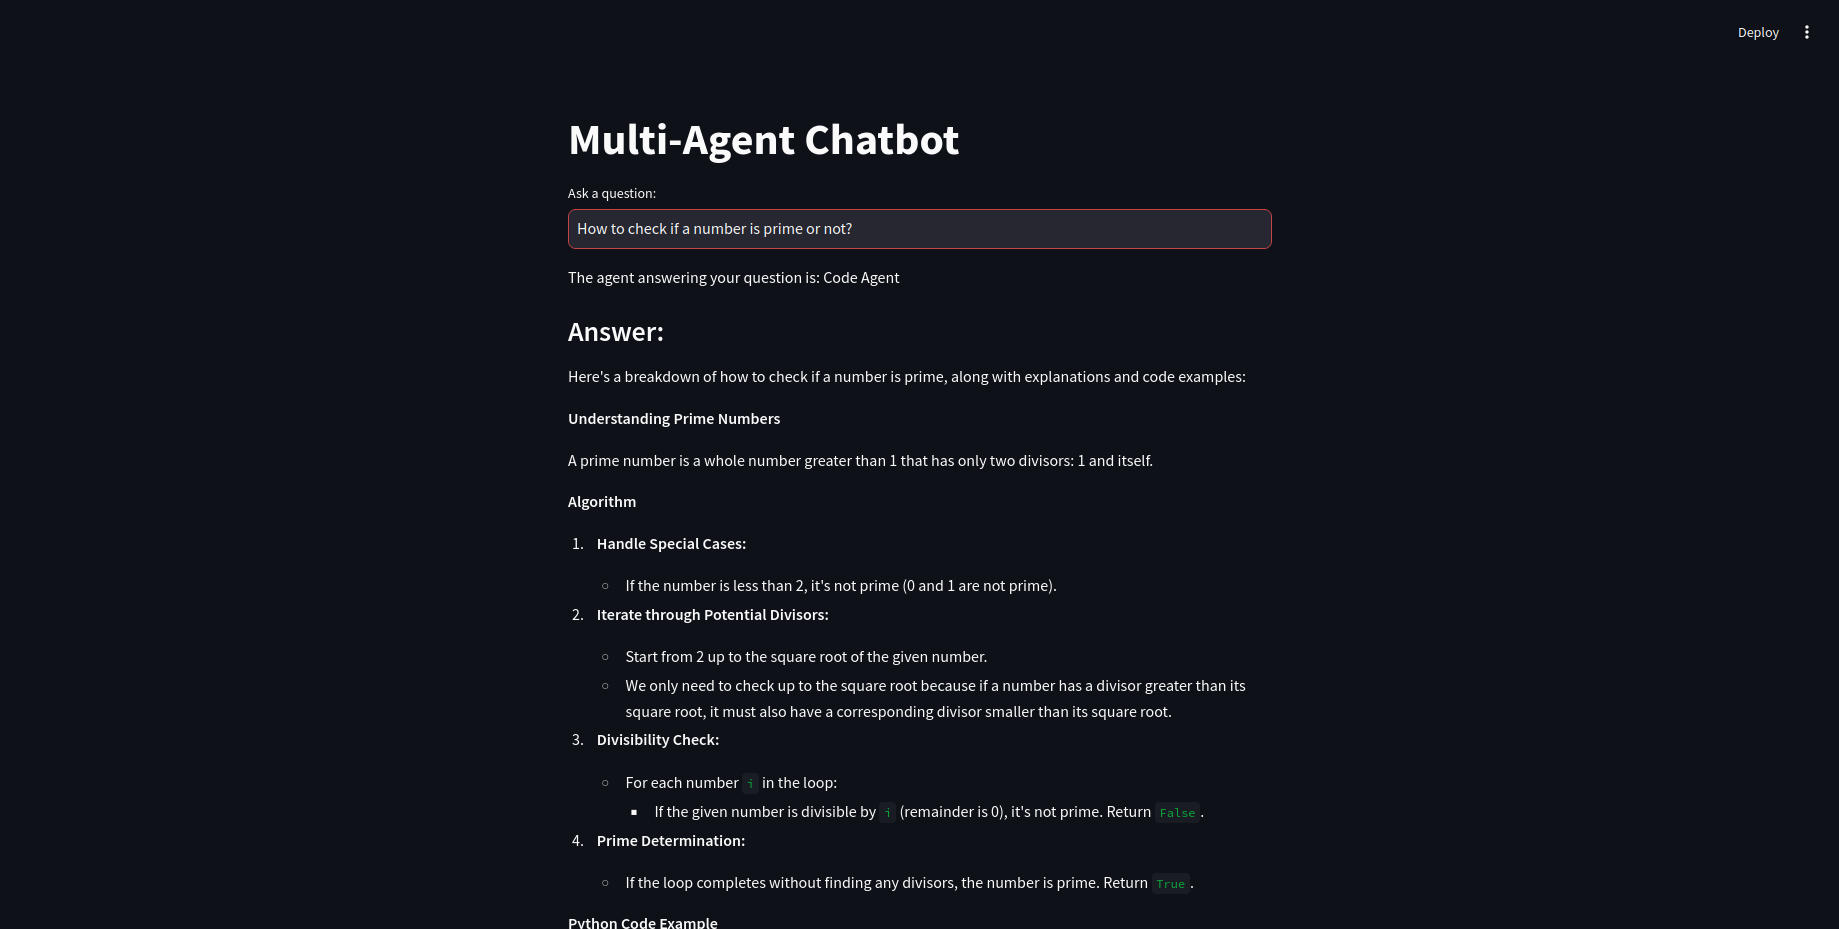 Deploy
Multi-Agent Chatbot
Ask a question:
How to check if a number is prime or not?
The agent answering your question is: Code Agent
Answer:
Here's a breakdown of how to check if a number is prime, along with explanations and code examples:
Understanding Prime Numbers
A prime number is a whole number greater than 1 that has only two divisors: 1 and itself.
Algorithm
1. Handle Special Cases:
○ If the number is less than 2, it's not prime (0 and 1 are not prime).
2. Iterate through Potential Divisors:
○ Start from 2 up to the square root of the given number.
○ We only need to check up to the square root because if a number has a divisor greater than its
square root, it must also have a corresponding divisor smaller than its square root.
3. Divisibility Check:
○ For each number i in the loop:
▪ If the given number is divisible by i (remainder is 0), it's not prime. Return False.
4. Prime Determination:
○ If the loop completes without finding any divisors, the number is prime. Return True.
Python Code Example